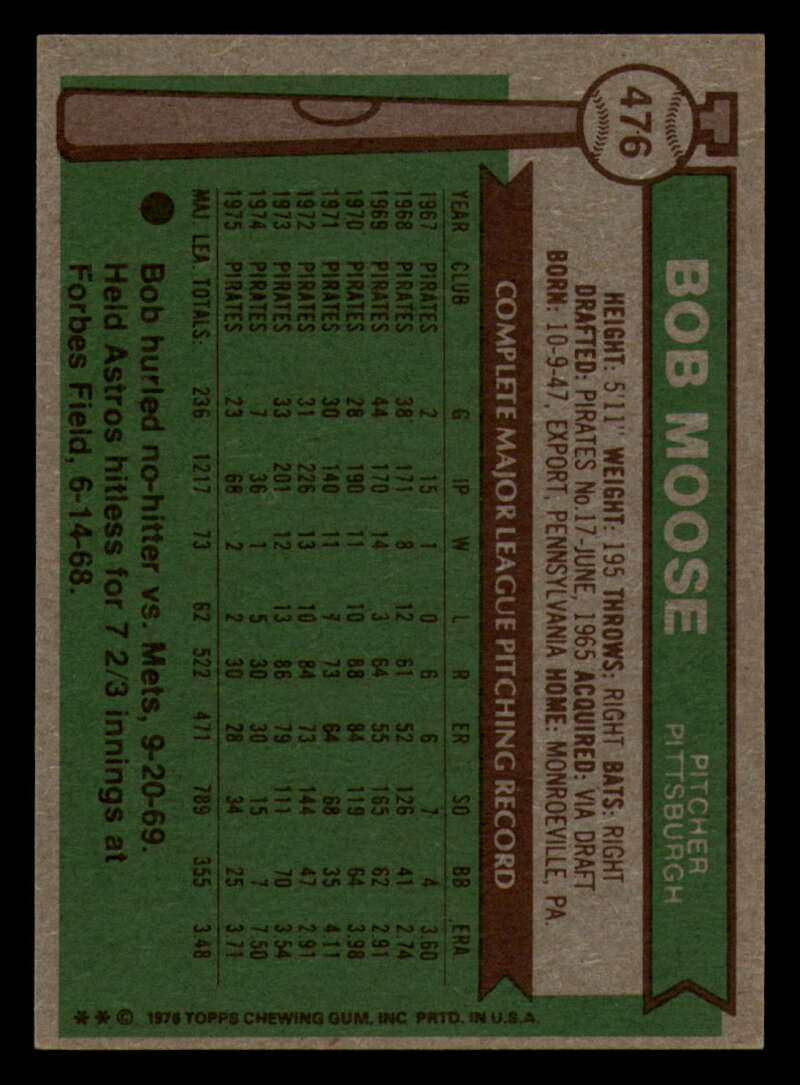 476
BOB MOOSE
PITCHER
PITTSBURGH
HEIGHT: 5'11" WEIGHT: 195 THROWS: RIGHT BATS: RIGHT
DRAFTED: PIRATES No.17-JUNE, 1965 ACQUIRED: VIA DRAFT
BORN: 10-9-47, EXPORT, PENNSYLVANIA HOME: MONROEVILLE, PA.
COMPLETE MAJOR LEAGUE PITCHING RECORD
YEAR CLUB G IP W L R ER SO BB ERA
1967 PIRATES 2 15 1 0 6 6 7 4 3.60
1968 PIRATES 38 171 8 12 61 52 126 41 2.74
1969 PIRATES 44 170 14 3 64 55 165 62 2.91
1970 PIRATES 28 190 11 10 88 84 119 64 3.98
1971 PIRATES 30 140 11 7 73 64 68 35 4.11
1972 PIRATES 31 226 13 10 84 73 144 47 2.91
1973 PIRATES 33 201 12 13 86 79 111 70 3.54
1974 PIRATES 7 36 1 5 30 30 15 7 7.50
1975 PIRATES 23 68 2 2 30 28 34 25 3.71
MAJ. LEA. TOTALS: 236 1217 73 62 522 471 789 355 3.48
Bob hurled no-hitter vs. Mets, 9-20-69.
Held Astros hitless for 7 2/3 innings at
Forbes Field, 6-14-68.
** © 1976 TOPPS CHEWING GUM, INC. PRTD. IN U.S.A.